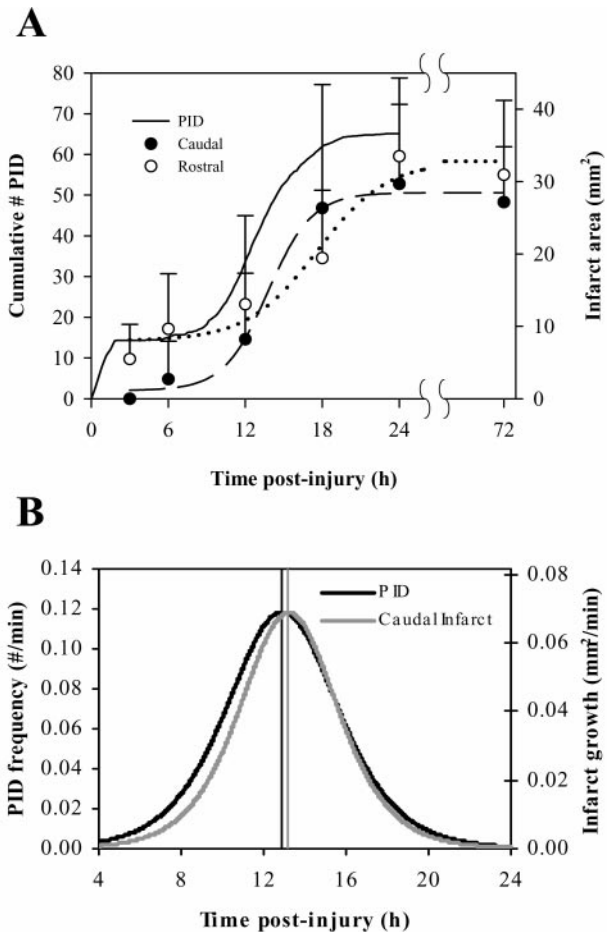 A
Cumulative # PID
80
70
60
50
40
30
20
10
0
PID
Caudal
Rostral
40
30
20
10
0
Infarct area (mm²)
0 6 12 18 24 72
Time post-injury (h)
B
PID frequency (#/min)
0.14
0.12
0.10
0.08
0.06
0.04
0.02
0.00
PID
Caudal Infarct
0.08
0.06
0.04
0.02
0.00
Infarct growth (mm²/min)
4 8 12 16 20 24
Time post-injury (h)